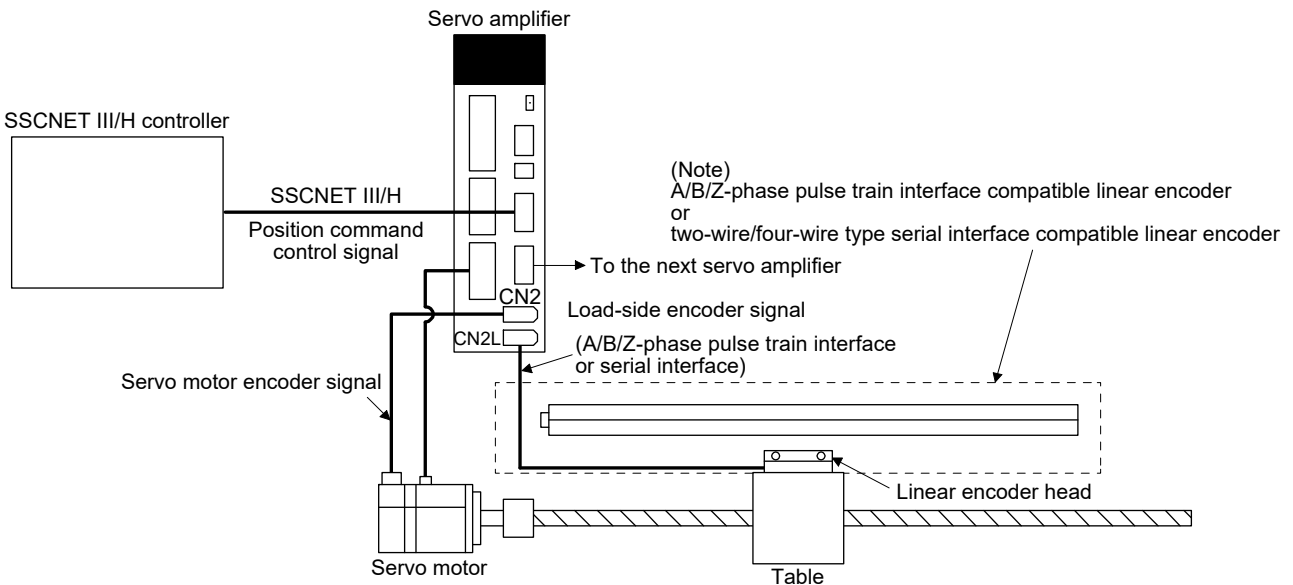 Servo amplifier
SSCNET III/H controller
SSCNET III/H
Position command
control signal
(Note)
A/B/Z-phase pulse train interface compatible linear encoder
or
two-wire/four-wire type serial interface compatible linear encoder
To the next servo amplifier
CN2
Load-side encoder signal
CN2L
(A/B/Z-phase pulse train interface
or serial interface)
Servo motor encoder signal
Linear encoder head
Servo motor
Table